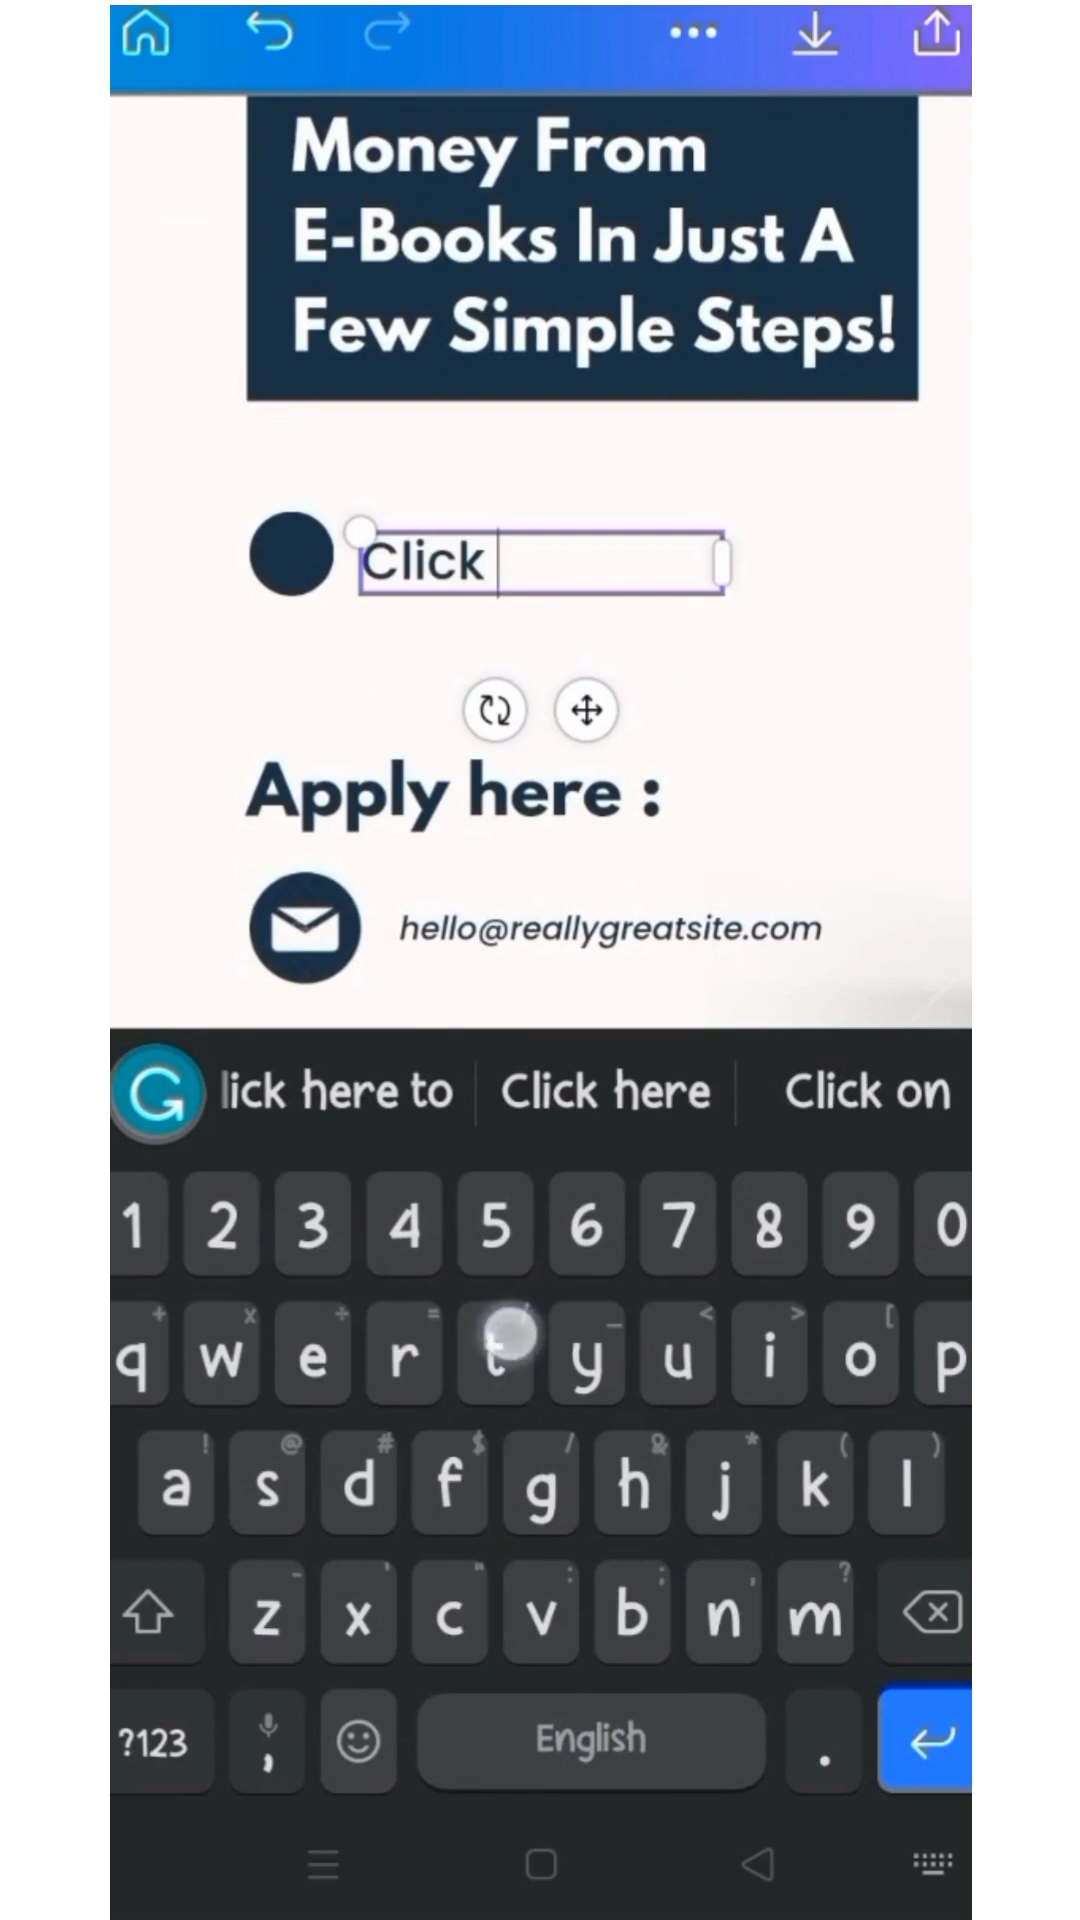 Money From
E-Books In Just A
Few Simple Steps!
Click
Apply here :
hello@reallygreatsite.com
lick here to Click here Click on
1 2 3 4 5 6 7 8 9 0
+ x ÷ = _ < > [
q w e r t y u i o p
! @ # $ / & * ( )
a s d f g h j k l
- ' " : ; , ?
z x c v b n m
?123 , English .